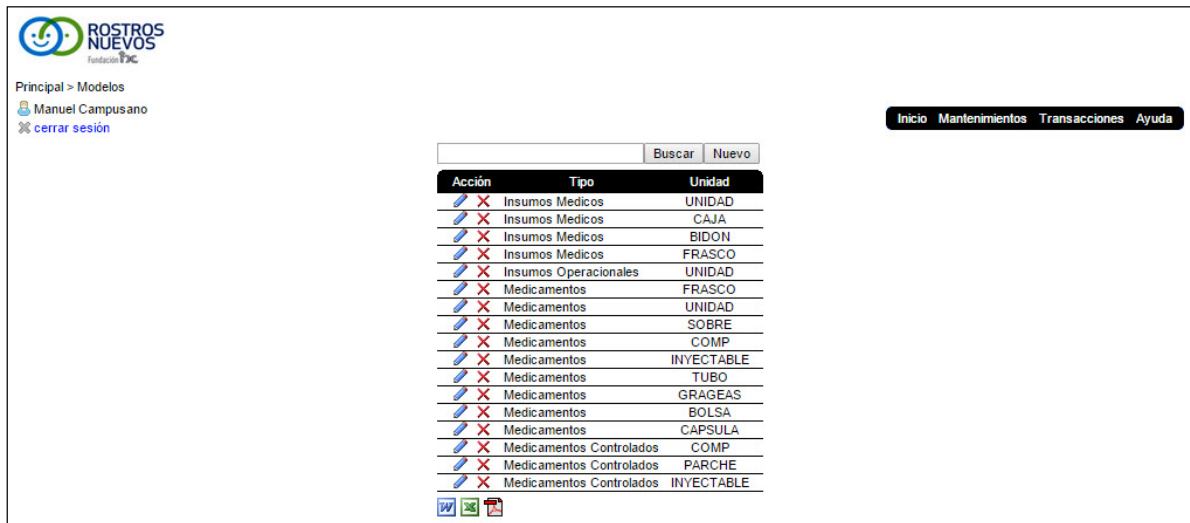 ROSTROS
NUEVOS
Fundación
Principal > Modelos
Manuel Campusano
cerrar sesión
Inicio Mantenimientos Transacciones Ayuda
Buscar Nuevo
Acción Tipo Unidad
Insumos Medicos UNIDAD
Insumos Medicos CAJA
Insumos Medicos BIDON
Insumos Medicos FRASCO
Insumos Operacionales UNIDAD
Medicamentos FRASCO
Medicamentos UNIDAD
Medicamentos SOBRE
Medicamentos COMP
Medicamentos INYECTABLE
Medicamentos TUBO
Medicamentos GRAGEAS
Medicamentos BOLSA
Medicamentos CAPSULA
Medicamentos Controlados COMP
Medicamentos Controlados PARCHE
Medicamentos Controlados INYECTABLE